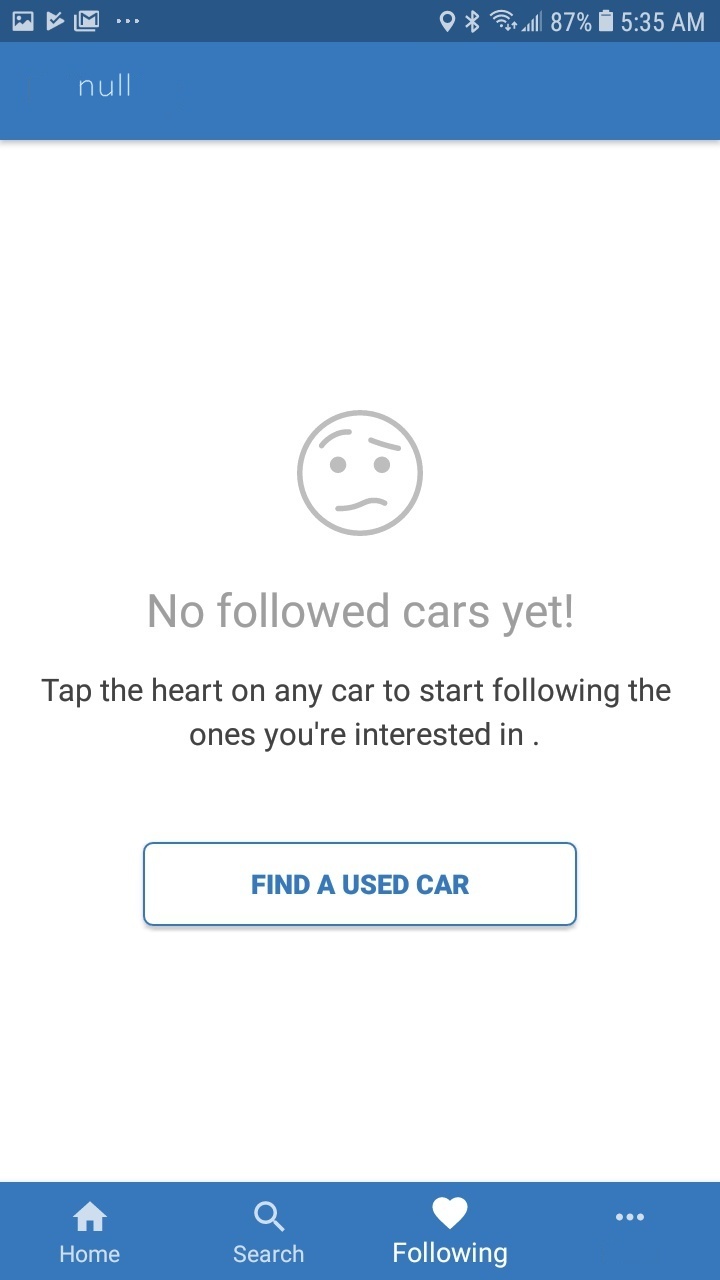 87% 5:35 AM
null
No followed cars yet!
Tap the heart on any car to start following the
ones you're interested in .
FIND A USED CAR
Home Search Following